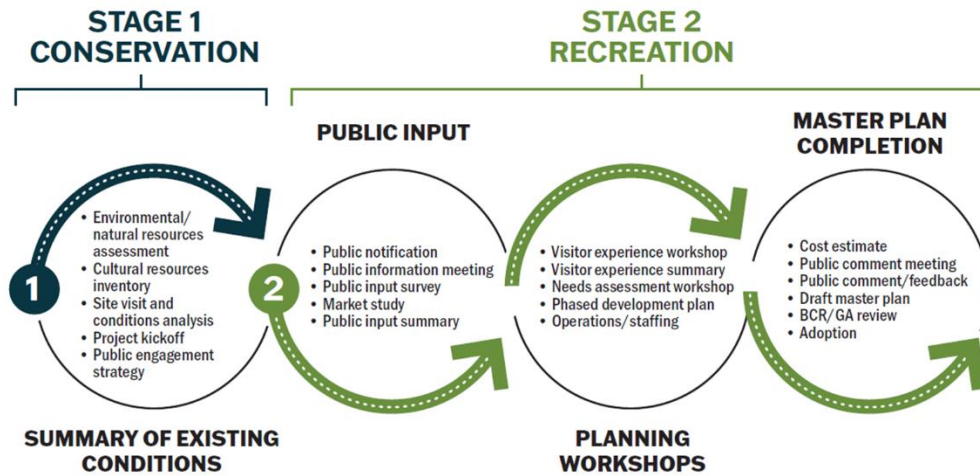 STAGE 1
CONSERVATION
STAGE 2
RECREATION
PUBLIC INPUT
MASTER PLAN
COMPLETION
1
• Environmental/
natural resources
assessment
• Cultural resources
inventory
• Site visit and
conditions analysis
• Project kickoff
• Public engagement
strategy
2
• Public notification
• Public information meeting
• Public input survey
• Market study
• Public input summary
• Visitor experience workshop
• Visitor experience summary
• Needs assessment workshop
• Phased development plan
• Operations/staffing
• Cost estimate
• Public comment meeting
• Public comment/feedback
• Draft master plan
• BCR/GA review
• Adoption
SUMMARY OF EXISTING
CONDITIONS
PLANNING
WORKSHOPS